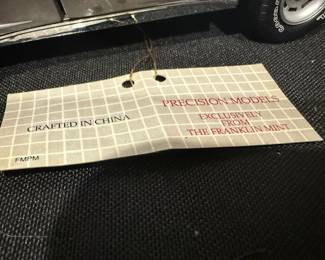 CRAFTED IN CHINA
FMPM
PRECISION MODELS
EXCLUSIVELY
FROM
THE FRANKLIN MINT